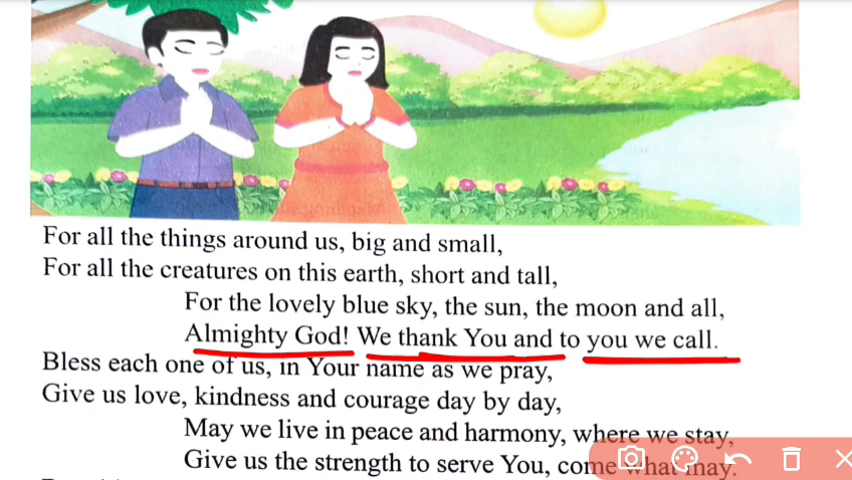 For all the things around us, big and small,
For all the creatures on this earth, short and tall,
For the lovely blue sky, the sun, the moon and all,
Almighty God! We thank You and to you we call.
Bless each one of us, in Your name as we pray,
Give us love, kindness and courage day by day,
May we live in peace and harmony, where we stay,
Give us the strength to serve You, come what may.